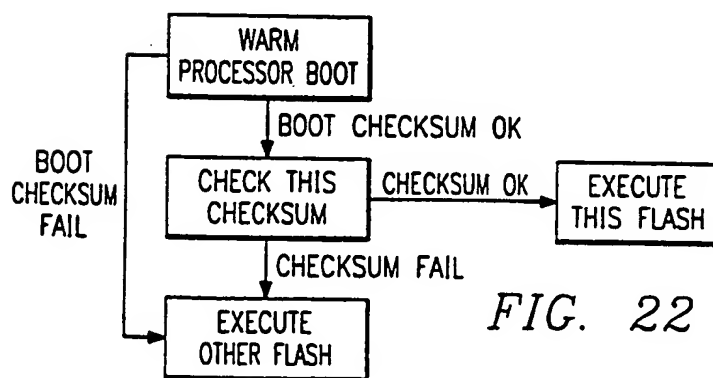 WARM
PROCESSOR BOOT
BOOT CHECKSUM OK
BOOT
CHECKSUM
FAIL
CHECK THIS
CHECKSUM
CHECKSUM OK
EXECUTE
THIS FLASH
CHECKSUM FAIL
EXECUTE
OTHER FLASH
FIG. 22